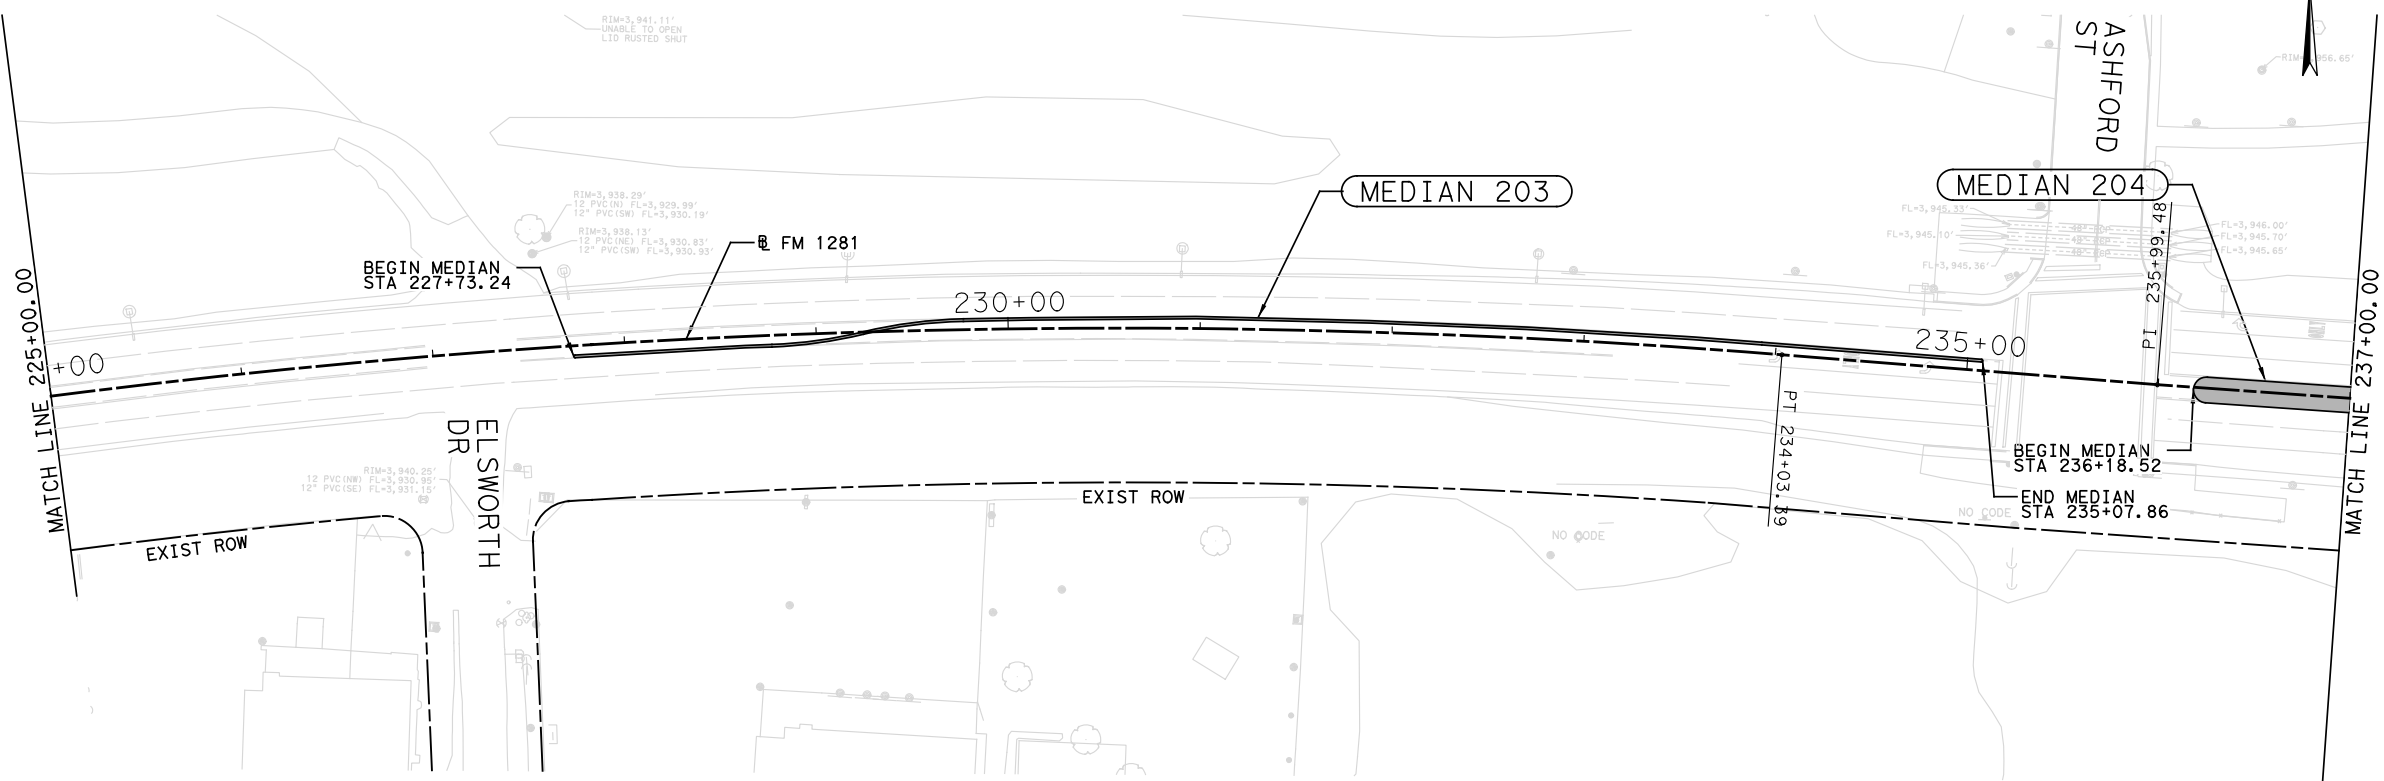 RIM=3,941.11'
UNABLE TO OPEN
LID RUSTED SHUT
ASHFORD
ST
RIM=3,938.29'
12 PVC(N) FL=3,929.99'
12" PVC(SW) FL=3,930.19'
RIM=3,938.13'
12 PVC(NE) FL=3,930.83'
12" PVC(SW) FL=3,930.93'
MEDIAN 203
MEDIAN 204
FL=3,945.33'
FL=3,945.10'
FL=3,945.36'
FL=3,946.00'
FL=3,945.70'
FL=3,945.65'
PI 235+99.48
℄ FM 1281
BEGIN MEDIAN
STA 227+73.24
230+00
235+00
+00
MATCH LINE 225+00.00
MATCH LINE 237+00.00
PT 234+03.39
ELSWORTH
DR
RIM=3,940.25'
12 PVC(NW) FL=3,930.95'
12" PVC(SE) FL=3,931.15'
BEGIN MEDIAN
STA 236+18.52
END MEDIAN
STA 235+07.86
EXIST ROW
EXIST ROW
NO CODE
NO CODE